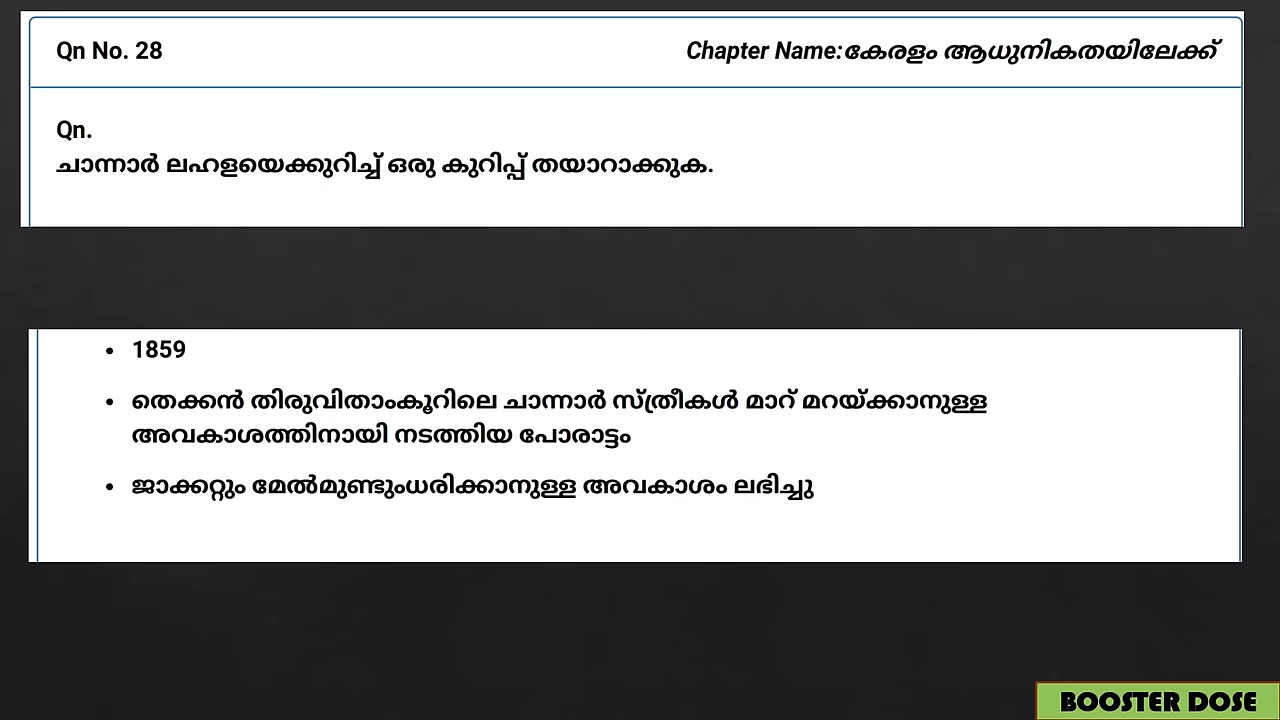 Qn No. 28
Chapter Name:കേരളം ആധുനികതയിലേക്ക്
Qn.
ചാന്നാർ ലഹളയെക്കുറിച്ച് ഒരു കുറിപ്പ് തയാറാക്കുക.
• 1859
• തെക്കൻ തിരുവിതാംകൂറിലെ ചാന്നാർ സ്ത്രീകൾ മാറ് മറയ്ക്കാനുള്ള
അവകാശത്തിനായി നടത്തിയ പോരാട്ടം
• ജാക്കറ്റും മേൽമുണ്ടുംധരിക്കാനുള്ള അവകാശം ലഭിച്ചു
BOOSTER DOSE